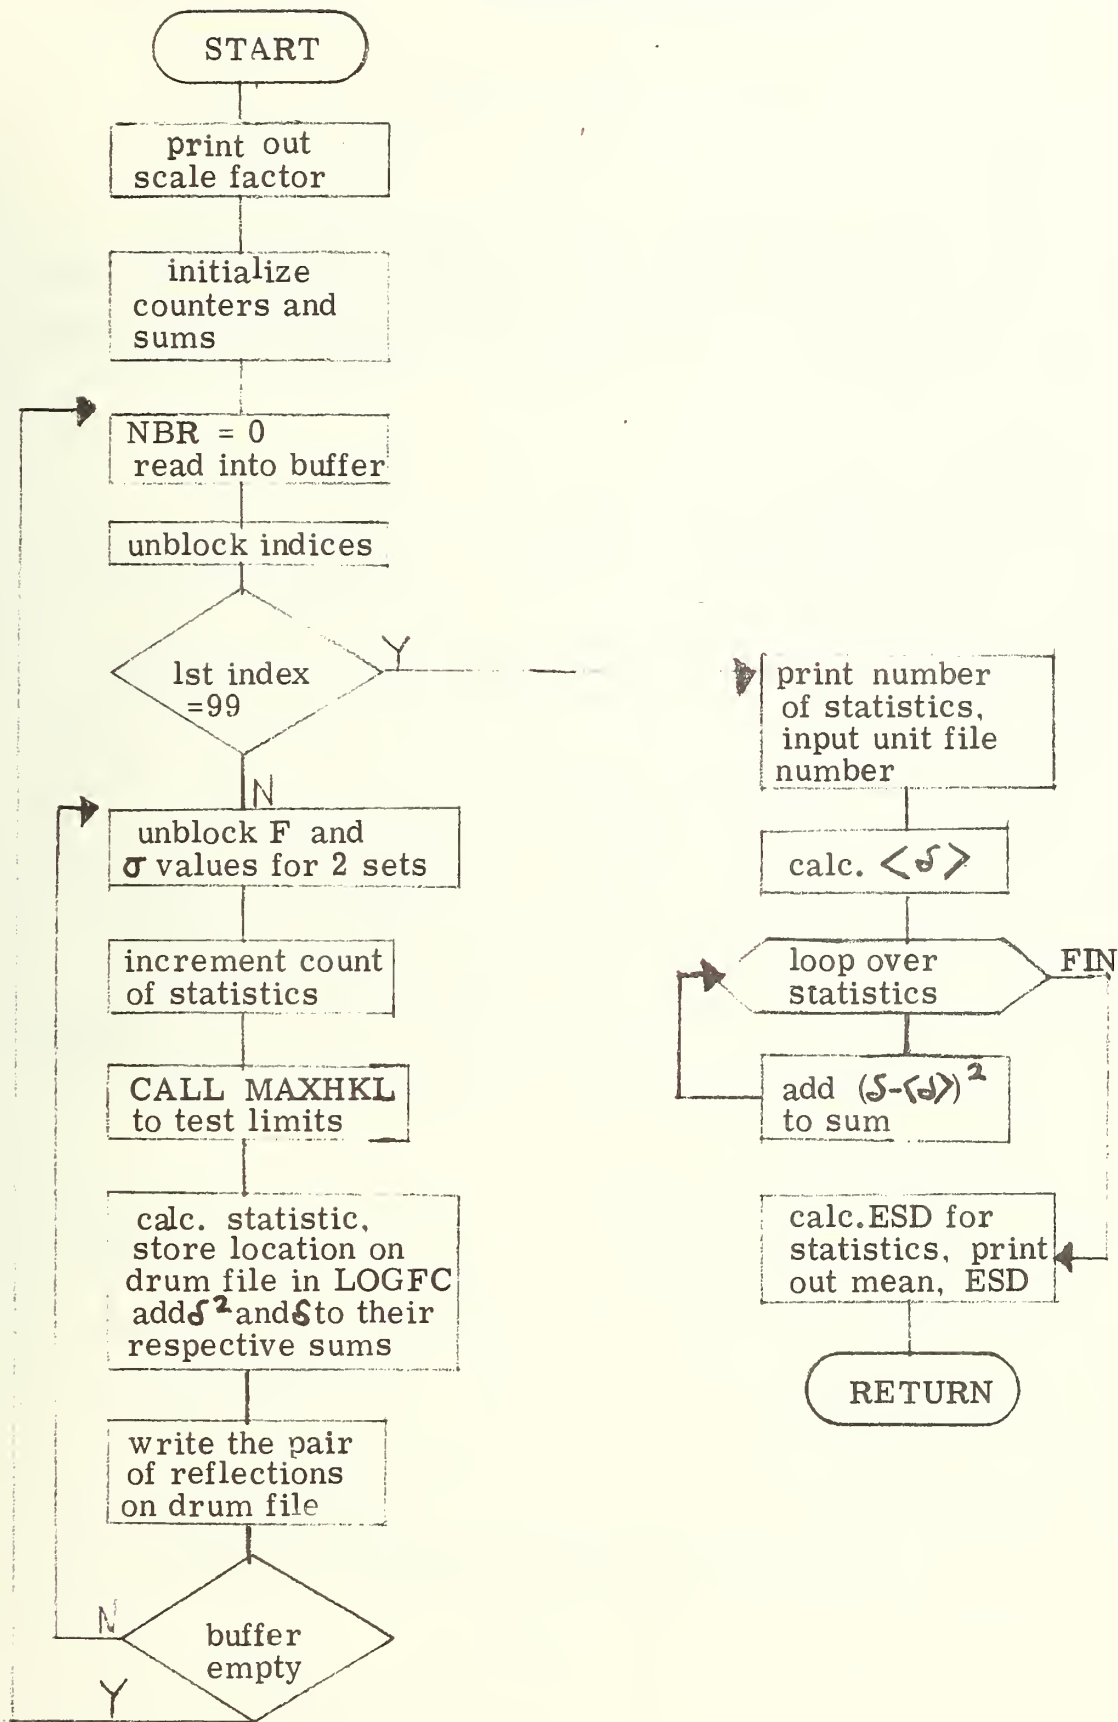 START
print out
scale factor
initialize
counters and
sums
NBR = 0
read into buffer
unblock indices
1st index
=99
Y
N
unblock F and
σ values for 2 sets
increment count
of statistics
CALL MAXHKL
to test limits
calc. statistic,
store location on
drum file in LOGFC
add δ² and δ to their
respective sums
write the pair
of reflections
on drum file
N
buffer
empty
Y
print number
of statistics,
input unit file
number
calc. <δ>
loop over
statistics
FIN
add (δ-<δ>)²
to sum
calc. ESD for
statistics, print
out mean, ESD
RETURN